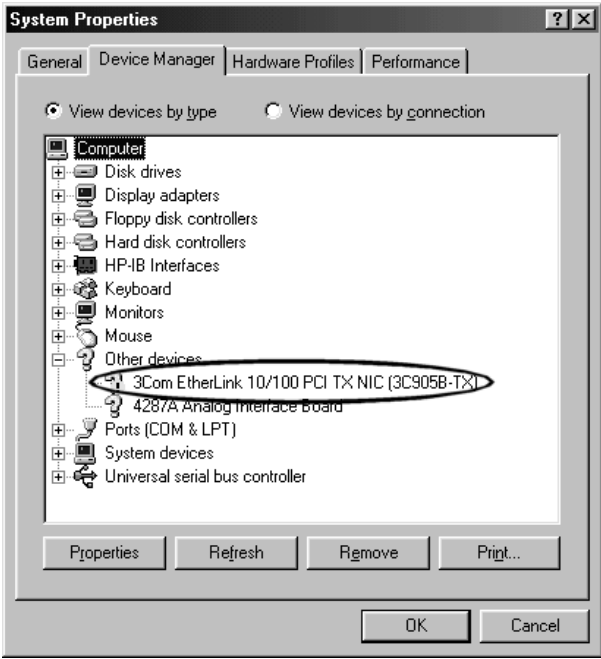 System Properties
General Device Manager Hardware Profiles Performance
View devices by type View devices by connection
Computer
Disk drives
Display adapters
Floppy disk controllers
Hard disk controllers
HP-IB Interfaces
Keyboard
Monitors
Mouse
Other devices
3Com EtherLink 10/100 PCI TX NIC (3C905B-TX)
4287A Analog Interface Board
Ports (COM & LPT)
System devices
Universal serial bus controller
Properties Refresh Remove Print...
OK Cancel